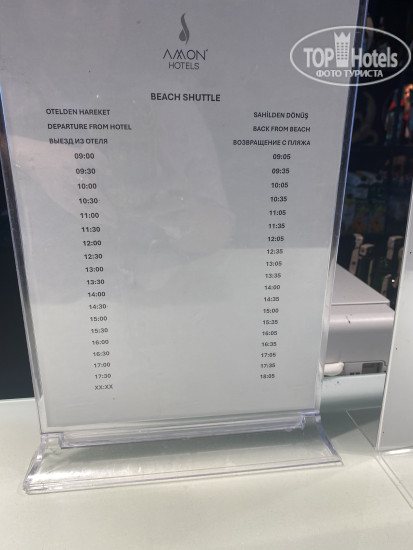 AMON
HOTELS
TOP Hotels
ФОТО ТУРИСТА
BEACH SHUTTLE
OTELDEN HAREKET SAHİLDEN DÖNÜŞ
DEPARTURE FROM HOTEL BACK FROM BEACH
ВЫЕЗД ИЗ ОТЕЛЯ ВОЗВРАЩЕНИЕ С ПЛЯЖА
09:00 09:05
09:30 09:35
10:00 10:05
10:30 10:35
11:00 11:05
11:30 11:35
12:00 12:05
12:30 12:35
13:00 13:05
13:30 13:35
14:00 14:00
14:30 14:35
15:00 15:00
15:30 15:35
16:00 16:05
16:30 16:35
17:00 17:05
17:30 17:35
XX:XX 18:05